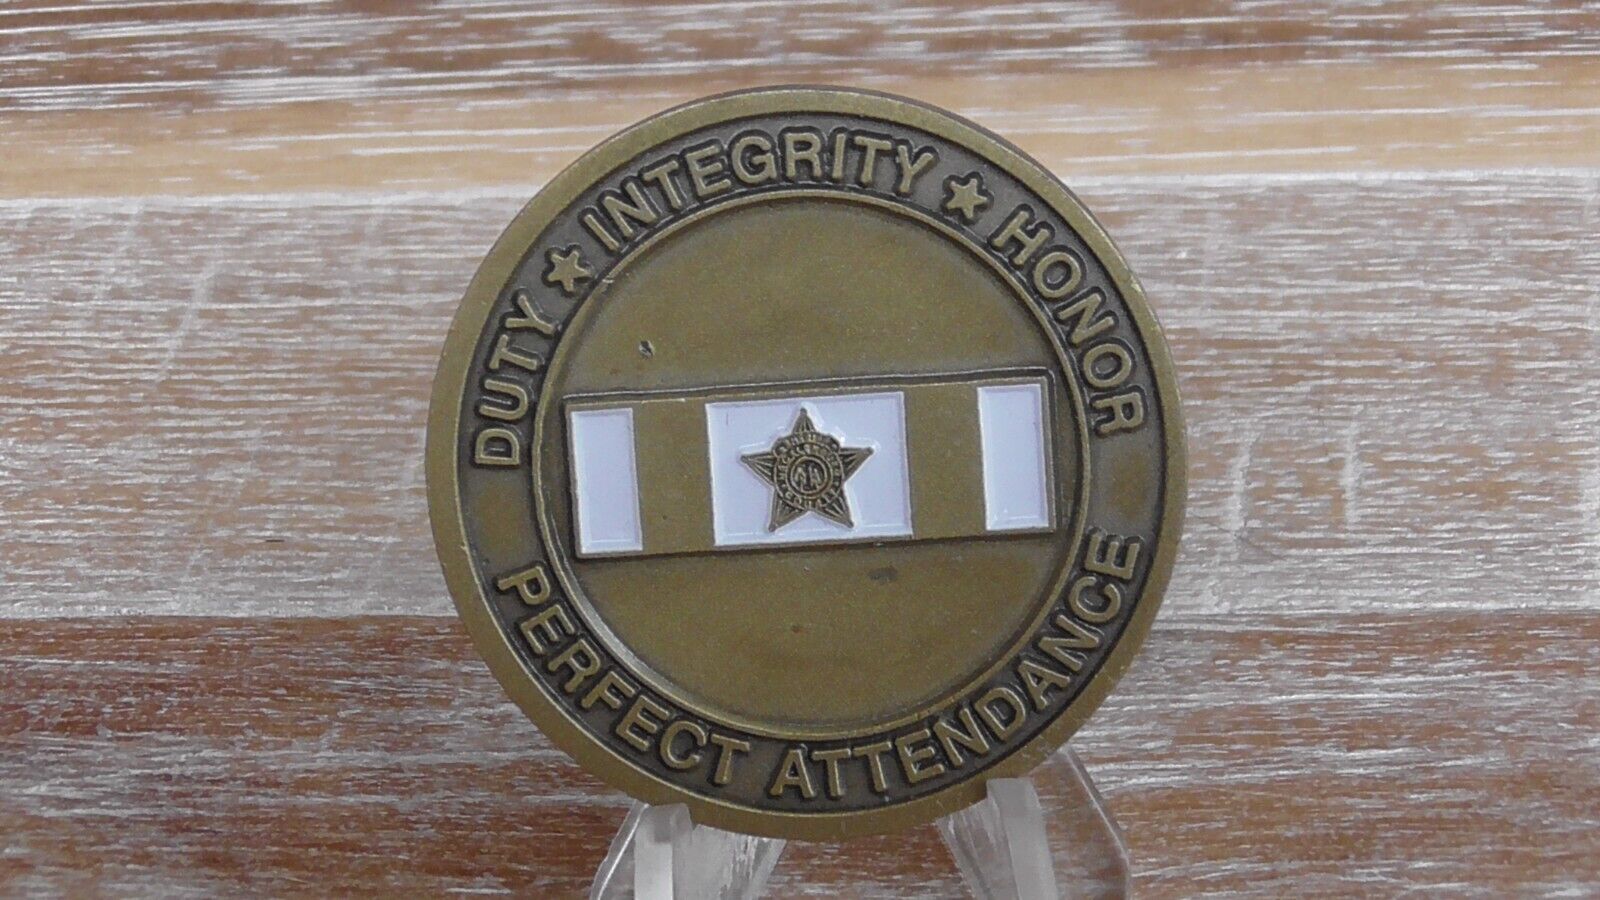 DUTY ★ INTEGRITY ★ HONOR
PERFECT ATTENDANCE